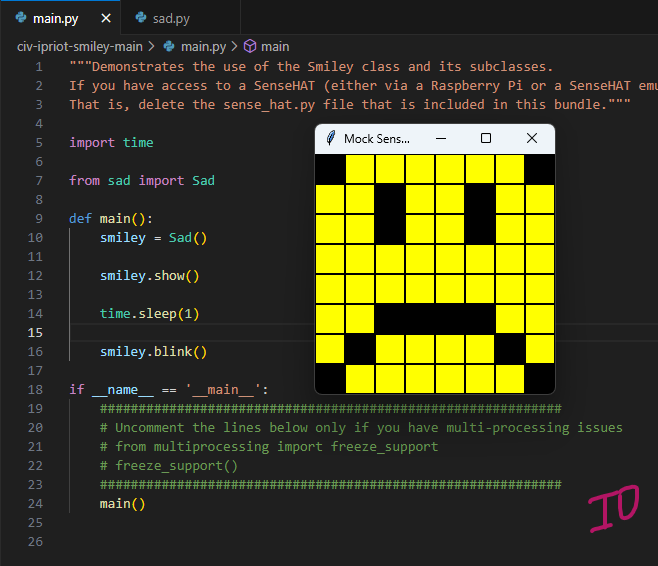 main.py
sad.py
civ-ipriot-smiley-main > main.py > main
1 """Demonstrates the use of the Smiley class and its subclasses.
2 If you have access to a SenseHAT (either via a Raspberry Pi or a SenseHAT emu
3 That is, delete the sense_hat.py file that is included in this bundle."""
4
5 import time
6
7 from sad import Sad
8
9 def main():
10     smiley = Sad()
11
12     smiley.show()
13
14     time.sleep(1)
15
16     smiley.blink()
17
18 if __name__ == '__main__':
19     ############################################################
20     # Uncomment the lines below only if you have multi-processing issues
21     # from multiprocessing import freeze_support
22     # freeze_support()
23     ############################################################
24     main()
25
26
Mock Sens...